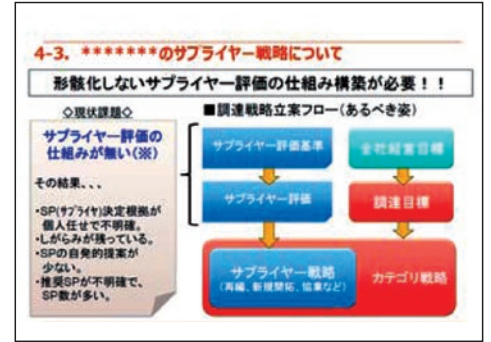 4-3. *******のサプライヤー戦略について
形骸化しないサプライヤー評価の仕組み構築が必要！！
◇現状課題◇
サプライヤー評価の
仕組みが無い(※)
その結果、、、
・SP(サプライヤ)決定根拠が
個人任せで不明確。
・しがらみが残っている。
・SPの自発的提案が
少ない。
・推奨SPが不明確で、
SP数が多い。
■調達戦略立案フロー(あるべき姿)
サプライヤー評価基準
全社経営目標
サプライヤー評価
調達目標
サプライヤー戦略
(再編、新規開拓、協業など)
カテゴリ戦略